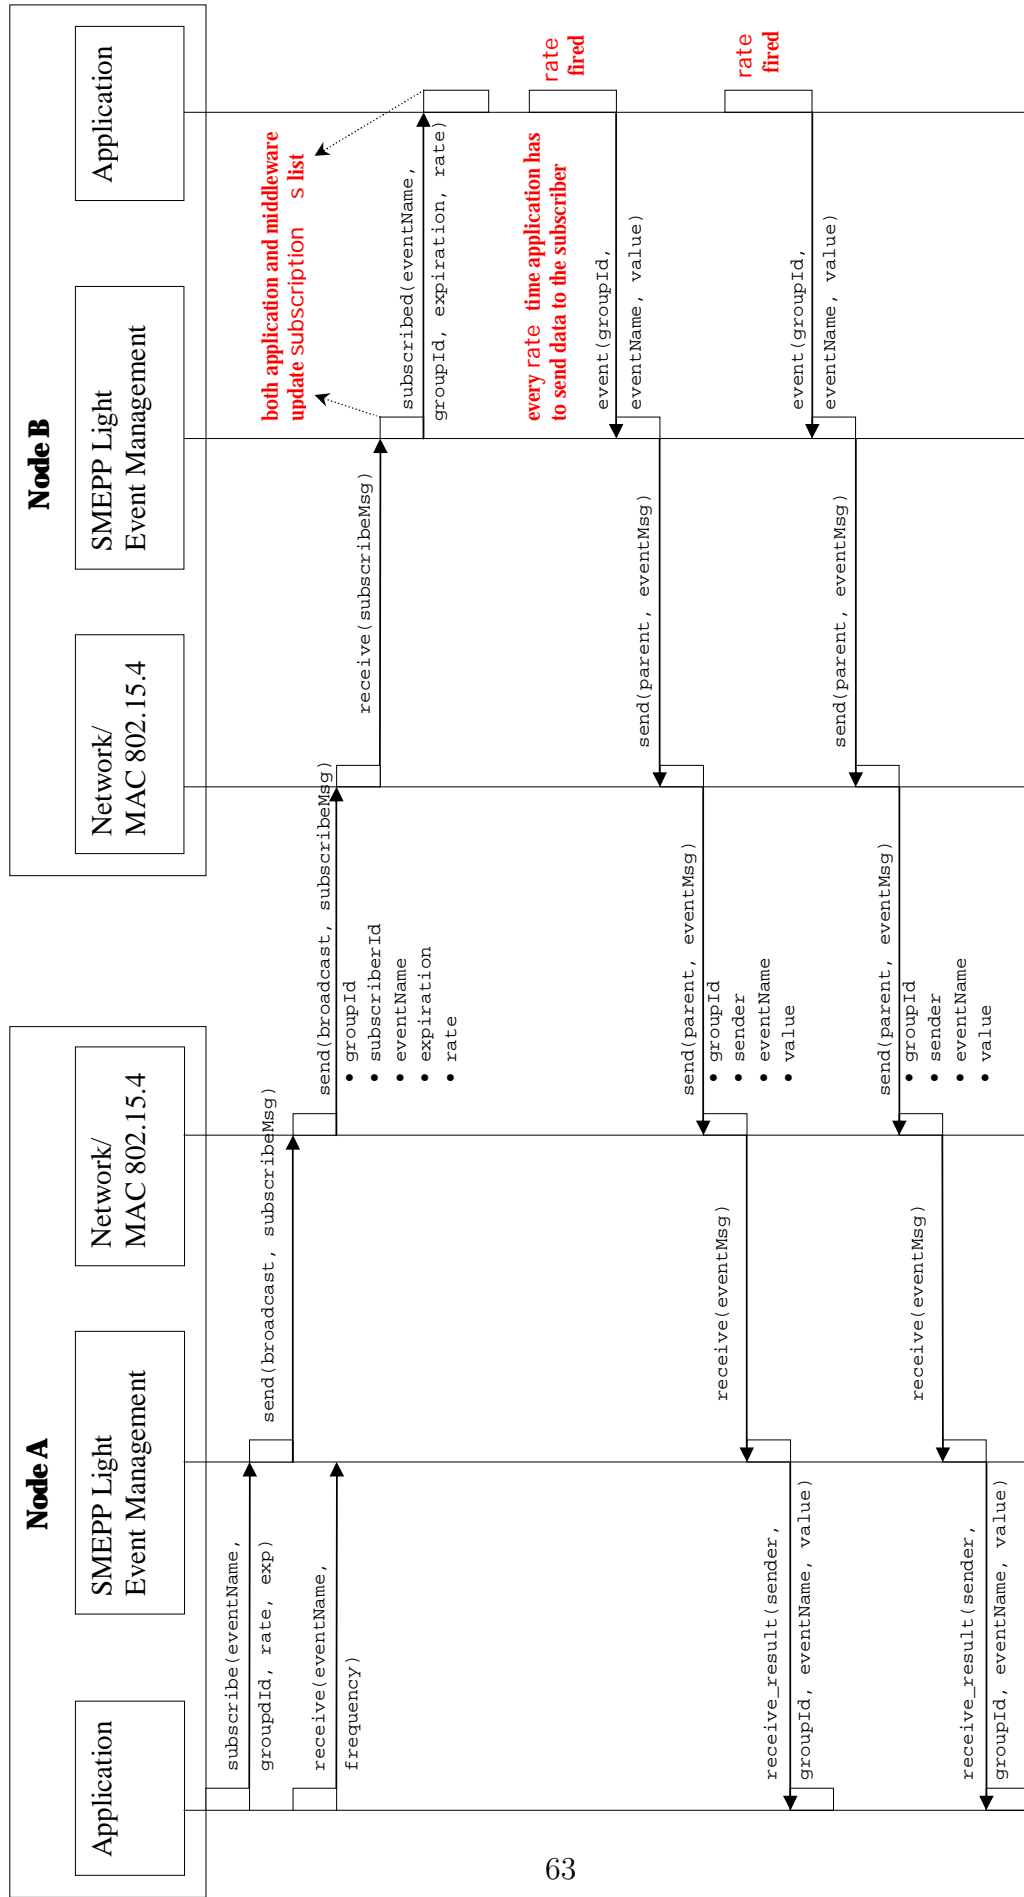 Node A
Node B
Application
SMEPP Light
Event Management
Network/
MAC 802.15.4
Network/
MAC 802.15.4
SMEPP Light
Event Management
Application
subscribe(eventName,
groupdId, rate, exp)
send(broadcast, subscribeMsg)
receive(eventName,
frequency)
send(broadcast, subscribeMsg)
• groupId
• subscriberId
• eventName
• expiration
• rate
receive(subscribeMsg)
both application and middleware
update subscription s list
subscribed(eventName,
groupId, expiration, rate)
every rate time application has
to send data to the subscriber
rate
fired
event(groupId,
eventName, value)
send(parent, eventMsg)
send(parent, eventMsg)
• groupId
• sender
• eventName
• value
receive(eventMsg)
receive_result(sender,
groupId, eventName, value)
rate
fired
event(groupId,
eventName, value)
send(parent, eventMsg)
send(parent, eventMsg)
• groupId
• sender
• eventName
• value
receive(eventMsg)
receive_result(sender,
groupId, eventName, value)
63